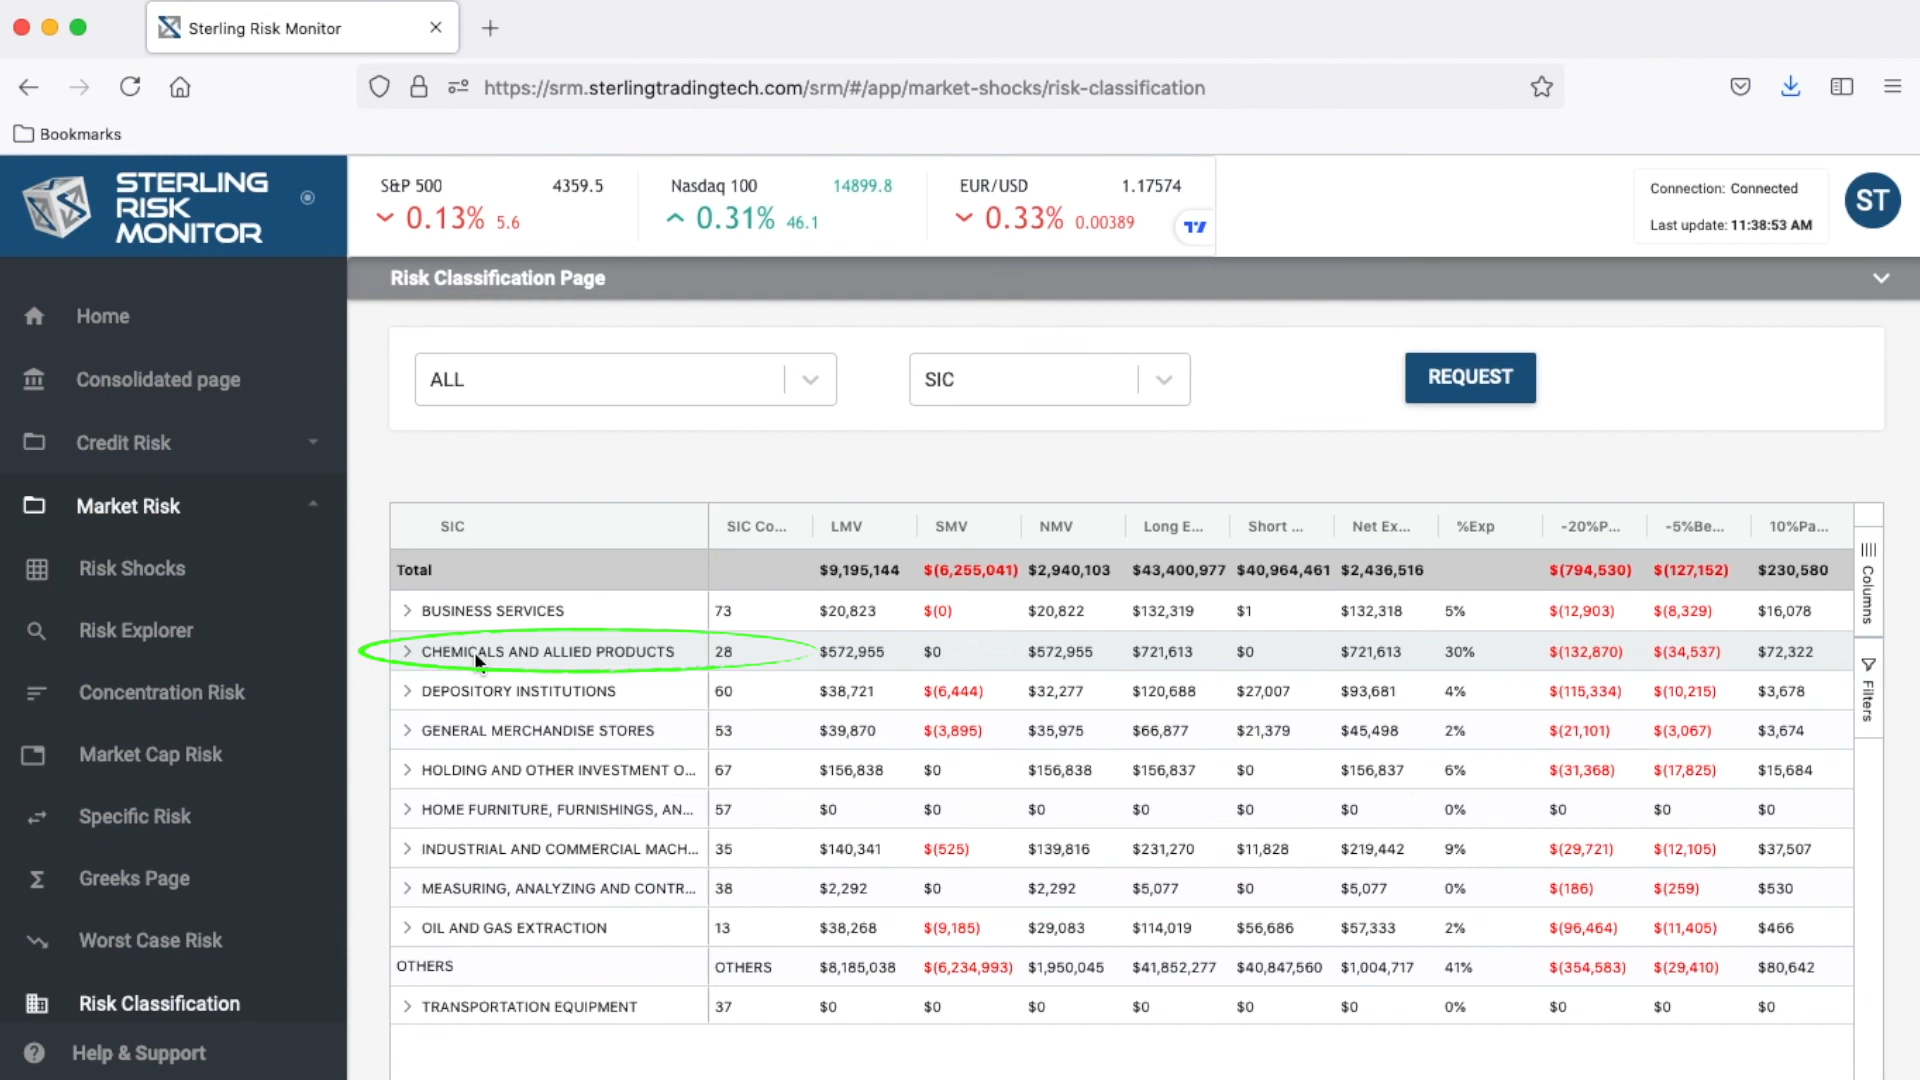 Sterling Risk Monitor
https://srm.sterlingtradingtech.com/srm/#/app/market-shocks/risk-classification
Bookmarks
STERLING
RISK
MONITOR
S&P 500 4359.5
0.13% 5.6
Nasdaq 100 14899.8
0.31% 46.1
EUR/USD 1.17574
0.33% 0.00389
Connection: Connected
Last update: 11:38:53 AM
ST
Risk Classification Page
Home
Consolidated page
Credit Risk
Market Risk
Risk Shocks
Risk Explorer
Concentration Risk
Market Cap Risk
Specific Risk
Greeks Page
Worst Case Risk
Risk Classification
Help & Support
ALL
SIC
REQUEST
SIC SIC Co... LMV SMV NMV Long E... Short ... Net Ex... %Exp -20%P... -5%Be... 10%Pa...
Total $9,195,144 $(6,255,041) $2,940,103 $43,400,977 $40,964,461 $2,436,516 $(794,530) $(127,152) $230,580
BUSINESS SERVICES 73 $20,823 $(0) $20,822 $132,319 $1 $132,318 5% $(12,903) $(8,329) $16,078
CHEMICALS AND ALLIED PRODUCTS 28 $572,955 $0 $572,955 $721,613 $0 $721,613 30% $(132,870) $(34,537) $72,322
DEPOSITORY INSTITUTIONS 60 $38,721 $(6,444) $32,277 $120,688 $27,007 $93,681 4% $(115,334) $(10,215) $3,678
GENERAL MERCHANDISE STORES 53 $39,870 $(3,895) $35,975 $66,877 $21,379 $45,498 2% $(21,101) $(3,067) $3,674
HOLDING AND OTHER INVESTMENT O... 67 $156,838 $0 $156,838 $156,837 $0 $156,837 6% $(31,368) $(17,825) $15,684
HOME FURNITURE, FURNISHINGS, AN... 57 $0 $0 $0 $0 $0 $0 0% $0 $0 $0
INDUSTRIAL AND COMMERCIAL MACH... 35 $140,341 $(525) $139,816 $231,270 $11,828 $219,442 9% $(29,721) $(12,105) $37,507
MEASURING, ANALYZING AND CONTR... 38 $2,292 $0 $2,292 $5,077 $0 $5,077 0% $(186) $(259) $530
OIL AND GAS EXTRACTION 13 $38,268 $(9,185) $29,083 $114,019 $56,686 $57,333 2% $(96,464) $(11,405) $466
OTHERS OTHERS $8,185,038 $(6,234,993) $1,950,045 $41,852,277 $40,847,560 $1,004,717 41% $(354,583) $(29,410) $80,642
TRANSPORTATION EQUIPMENT 37 $0 $0 $0 $0 $0 $0 0% $0 $0 $0
Columns
Filters